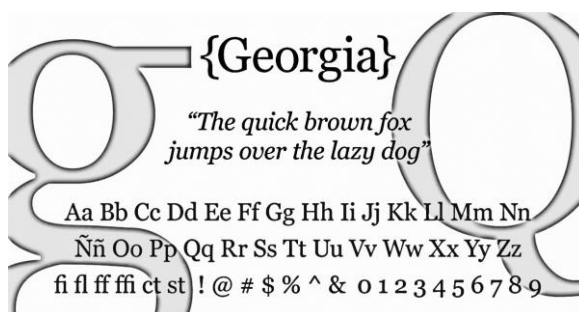 {Georgia}
“The quick brown fox
jumps over the lazy dog”
Aa Bb Cc Dd Ee Ff Gg Hh Ii Jj Kk Ll Mm Nn
Ññ Oo Pp Qq Rr Ss Tt Uu Vv Ww Xx Yy Zz
fi fl ff ffi ct st ! @ # $ % ^ & 0 1 2 3 4 5 6 7 8 9
g Q